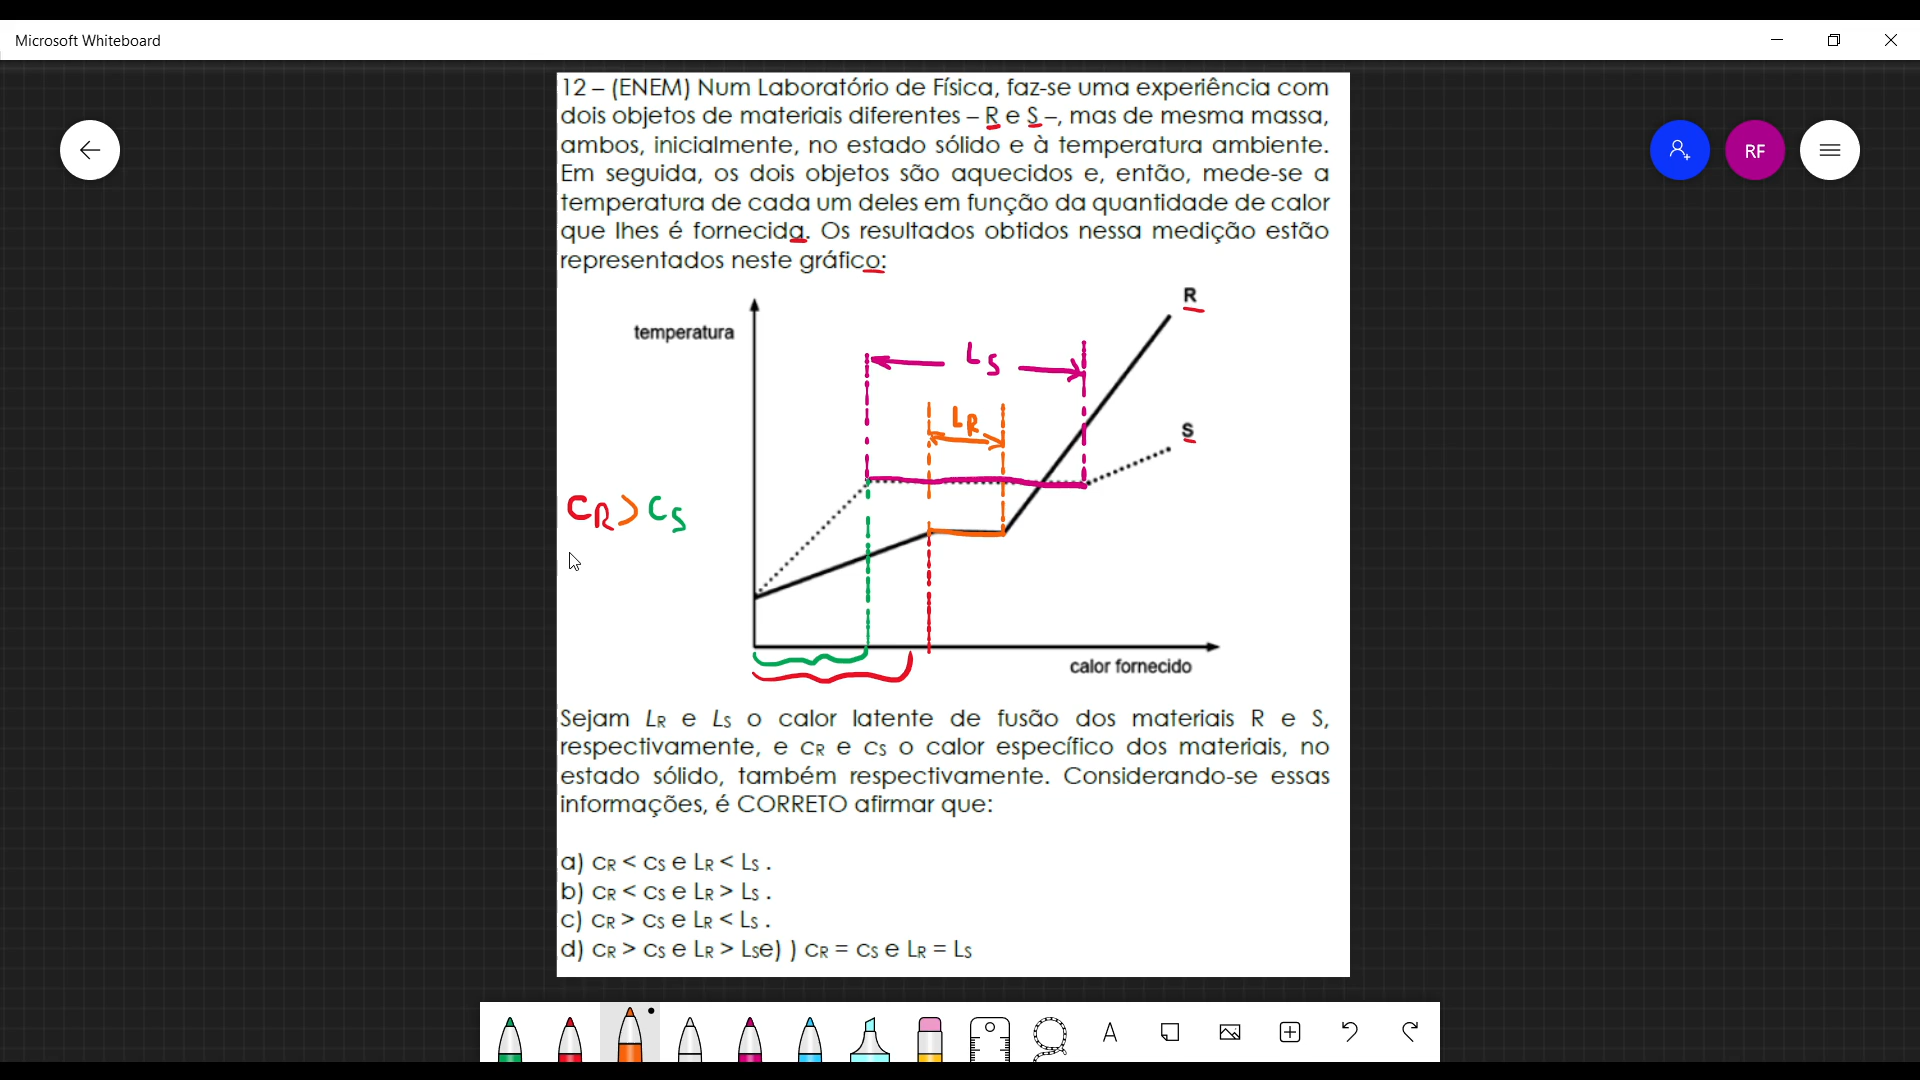 Microsoft Whiteboard
12 – (ENEM) Num Laboratório de Física, faz-se uma experiência com
dois objetos de materiais diferentes – R e S –, mas de mesma massa,
ambos, inicialmente, no estado sólido e à temperatura ambiente.
Em seguida, os dois objetos são aquecidos e, então, mede-se a
temperatura de cada um deles em função da quantidade de calor
que lhes é fornecida. Os resultados obtidos nessa medição estão
representados neste gráfico:
RF
R
temperatura
LS
LR
S
CR > CS
calor fornecido
Sejam LR e LS o calor latente de fusão dos materiais R e S,
respectivamente, e cR e cS o calor específico dos materiais, no
estado sólido, também respectivamente. Considerando-se essas
informações, é CORRETO afirmar que:
a) cR < cS e LR < LS .
b) cR < cS e LR > LS .
c) cR > cS e LR < LS .
d) cR > cS e LR > LSe) ) cR = cS e LR = LS
A